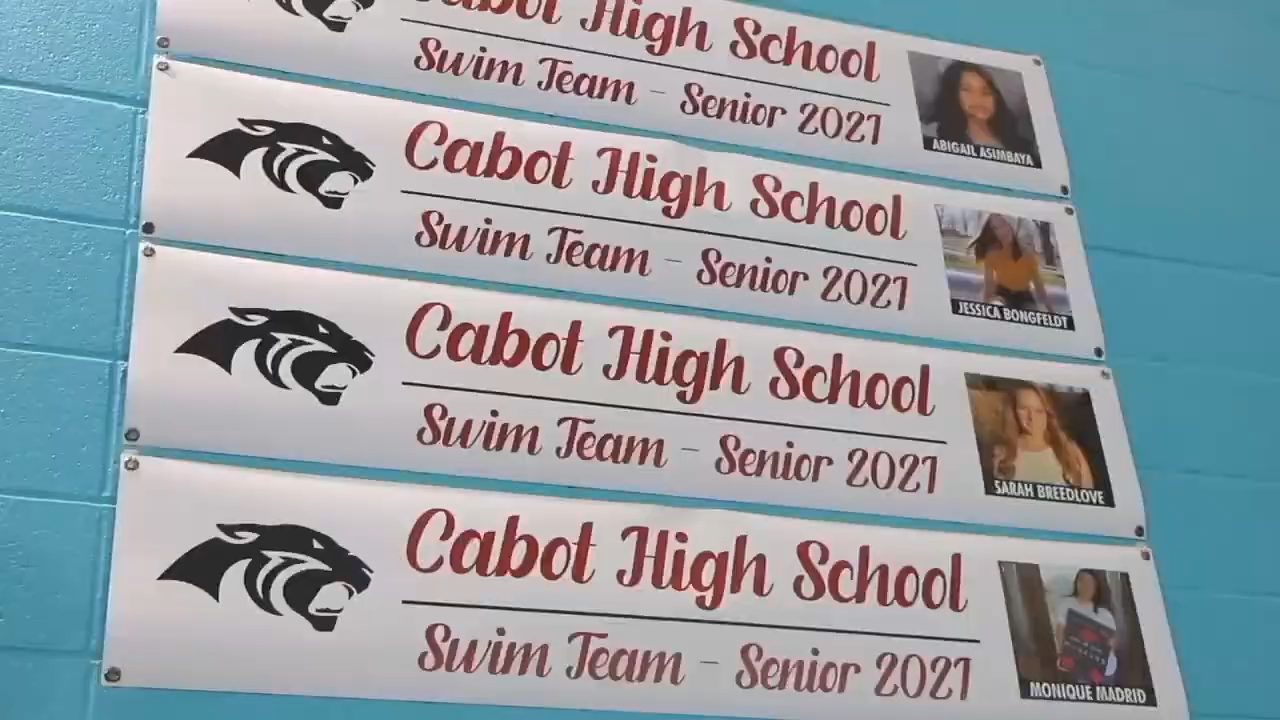 Cabot High School
Swim Team - Senior 2021
ABIGAIL ASIMBAYA
Cabot High School
Swim Team - Senior 2021
JESSICA BONGFELDT
Cabot High School
Swim Team - Senior 2021
SARAH BREEDLOVE
Cabot High School
Swim Team - Senior 2021
MONIQUE MADRID